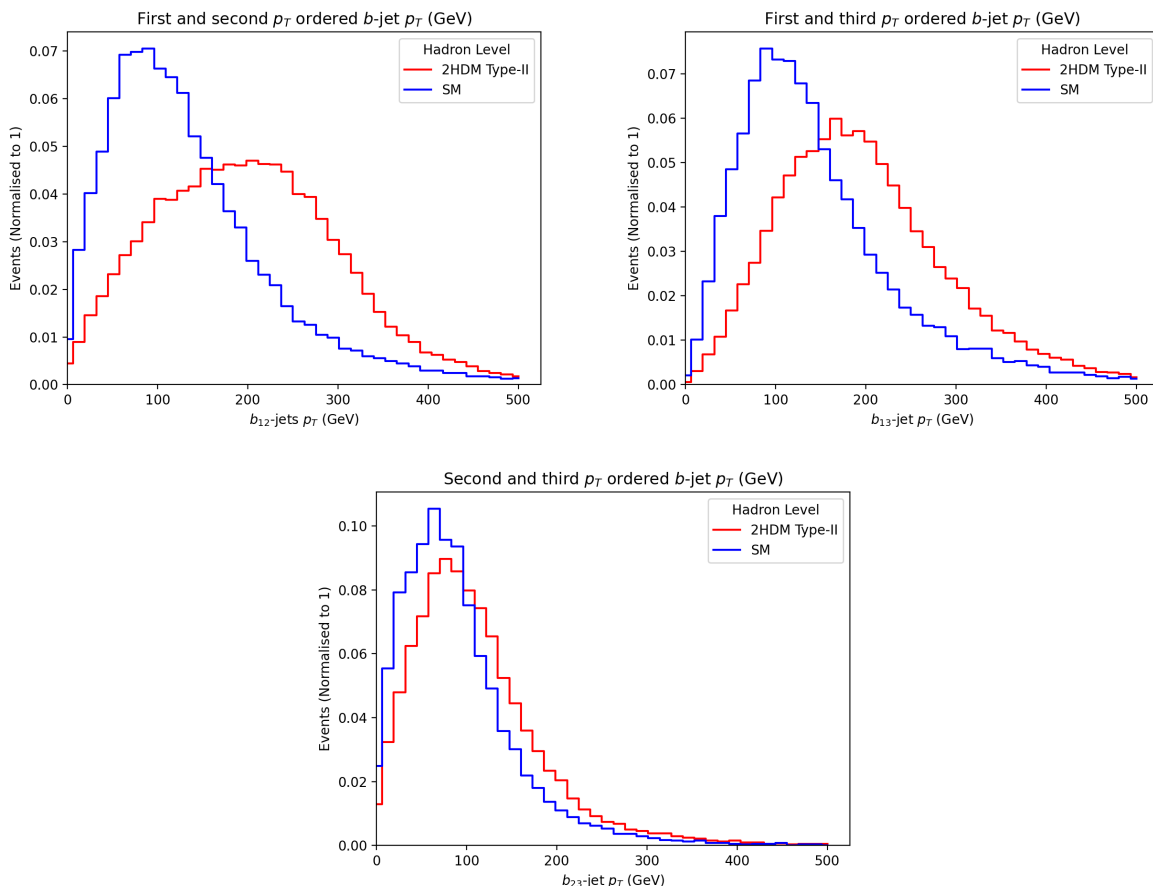 First and second $p_T$ ordered $b$-jet $p_T$ (GeV)
Events (Normalised to 1)
0.07
0.06
0.05
0.04
0.03
0.02
0.01
0.00
Hadron Level
2HDM Type-II
SM
0 100 200 300 400 500
$b_{12}$-jets $p_T$ (GeV)
First and third $p_T$ ordered $b$-jet $p_T$ (GeV)
Events (Normalised to 1)
0.07
0.06
0.05
0.04
0.03
0.02
0.01
0.00
Hadron Level
2HDM Type-II
SM
0 100 200 300 400 500
$b_{13}$-jet $p_T$ (GeV)
Second and third $p_T$ ordered $b$-jet $p_T$ (GeV)
Events (Normalised to 1)
0.10
0.08
0.06
0.04
0.02
0.00
Hadron Level
2HDM Type-II
SM
0 100 200 300 400 500
$b_{23}$-jet $p_T$ (GeV)